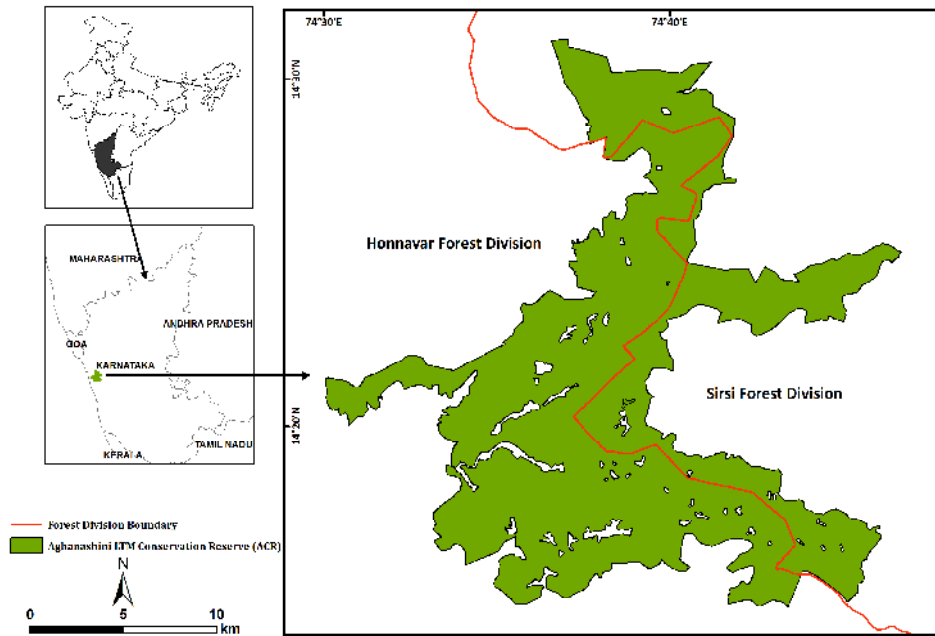 74°30'E
74°40'E
14°30'N
14°20'N
Honnavar Forest Division
Sirsi Forest Division
MAHARASHTRA
ANDHRA PRADESH
GOA
KARNATAKA
TAMIL NADU
KERALA
Forest Division Boundary
Aghanashini LTM Conservation Reserve (ACR)
N
0 5 10
km